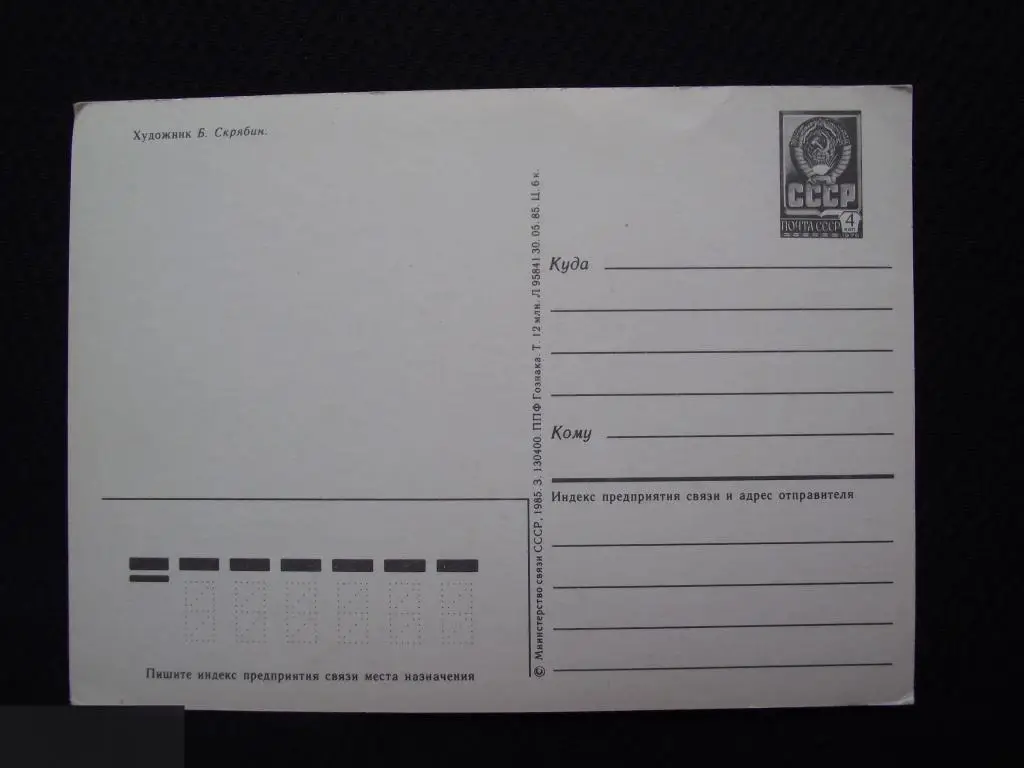 Художник Б. Скрябин.
СССР
ПОЧТА СССР
4
коп
Куда
Кому
Индекс предприятия связи и адрес отправителя
© Министерство связи СССР, 1985. З. 130400. ППФ Гознака. Т. 12 млн. Л 95841 30. 05. 85. Ц. 6 к.
Пишите индекс предприятия связи места назначения